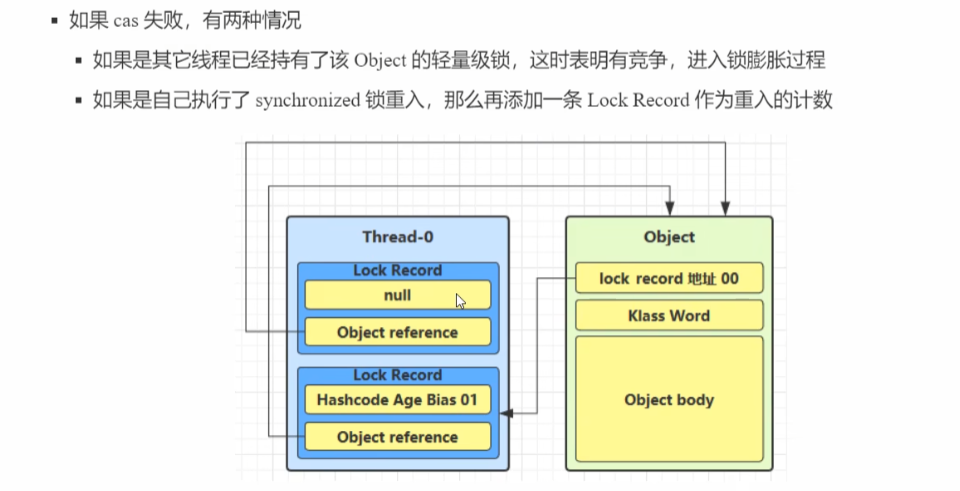 如果 cas 失败，有两种情况
如果是其它线程已经持有了该 Object 的轻量级锁，这时表明有竞争，进入锁膨胀过程
如果是自己执行了 synchronized 锁重入，那么再添加一条 Lock Record 作为重入的计数
Thread-0
Lock Record
null
Object reference
Lock Record
Hashcode Age Bias 01
Object reference
Object
lock record 地址 00
Klass Word
Object body